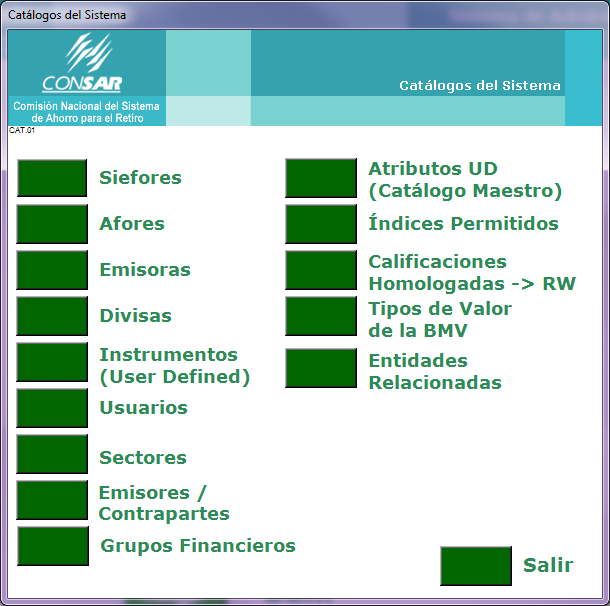 Catálogos del Sistema
CONSAR
Comisión Nacional del Sistema
de Ahorro para el Retiro
Catálogos del Sistema
CAT.01
Siefores
Afores
Emisoras
Divisas
Instrumentos
(User Defined)
Usuarios
Sectores
Emisores /
Contrapartes
Grupos Financieros
Atributos UD
(Catálogo Maestro)
Índices Permitidos
Calificaciones
Homologadas -> RW
Tipos de Valor
de la BMV
Entidades
Relacionadas
Salir